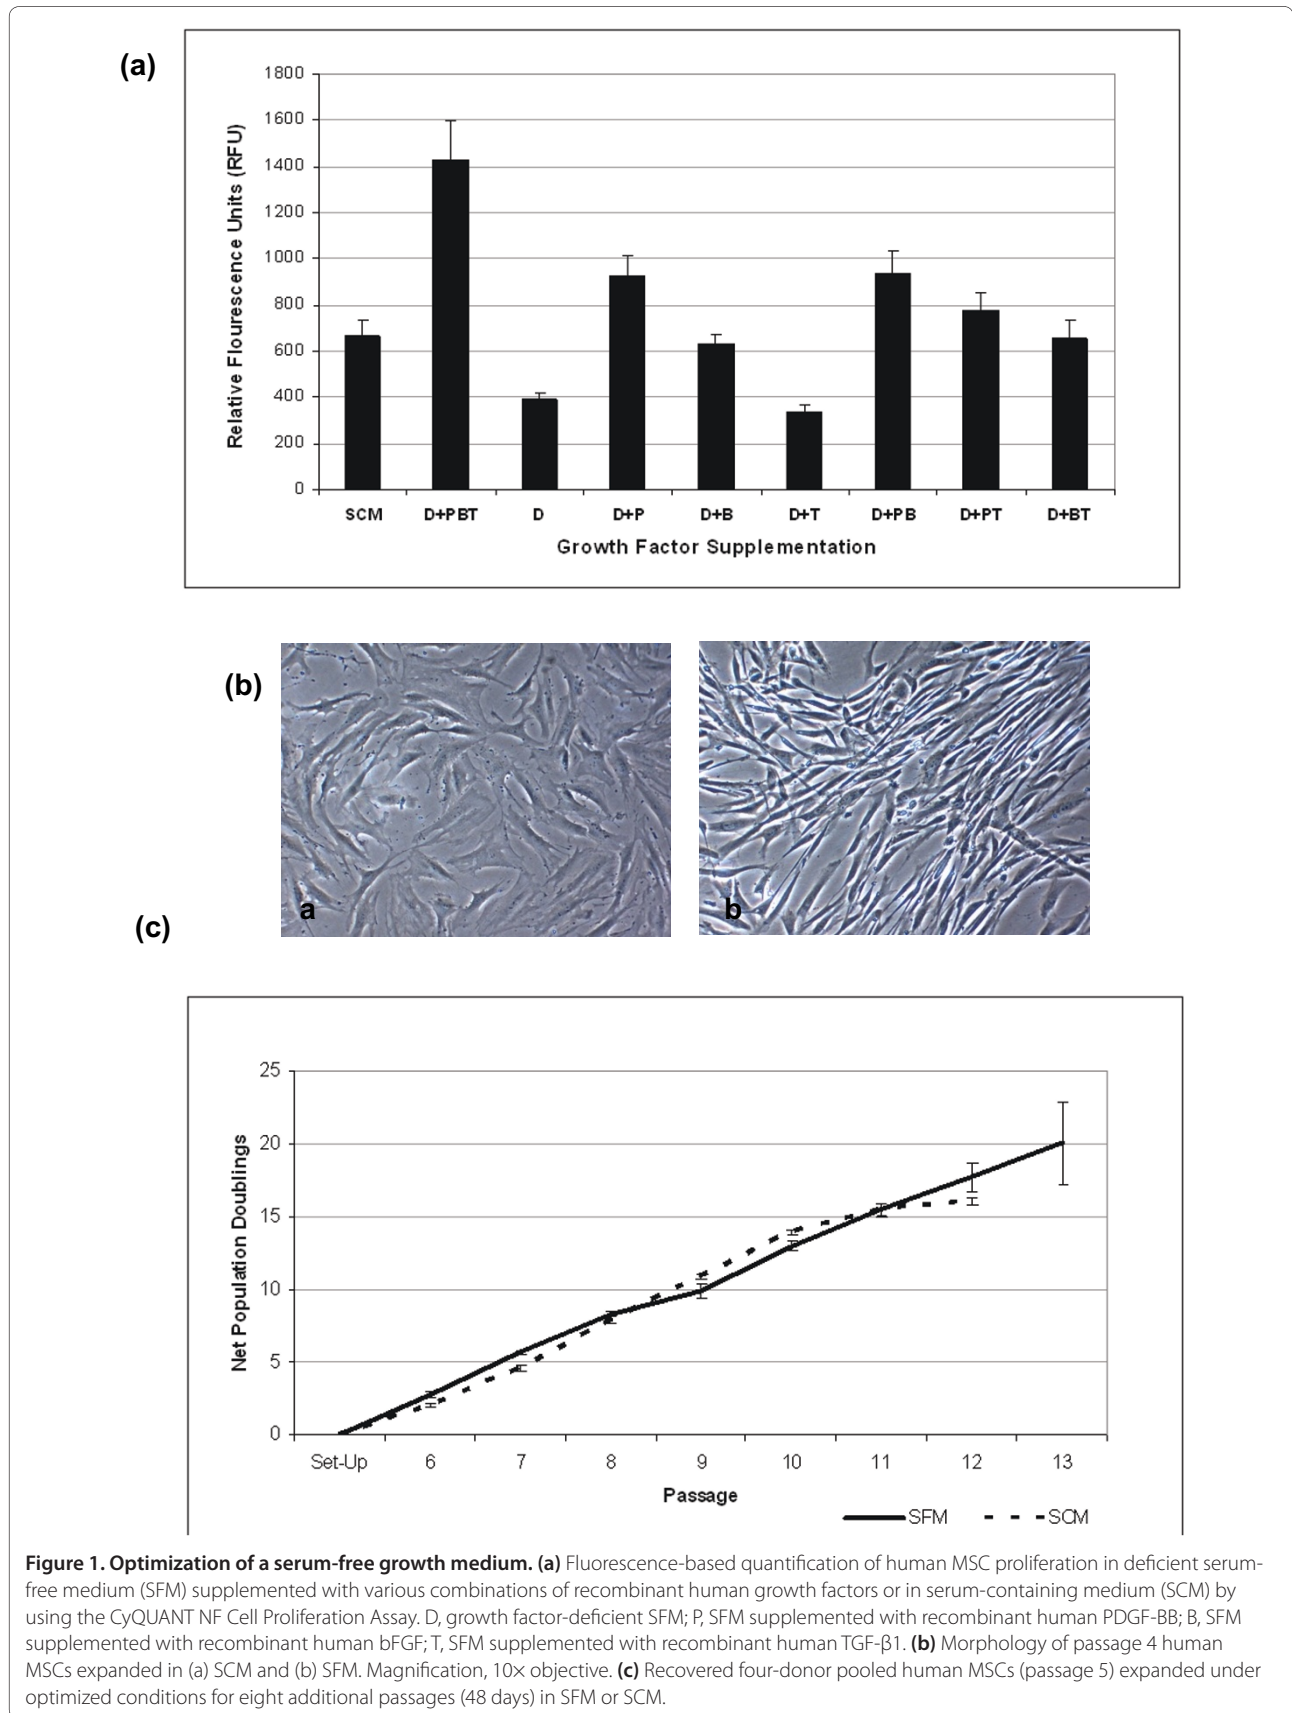 (a)
1800
1600
1400
1200
1000
800
600
400
200
0
Relative Flourescence Units (RFU)
SCM D+PBT D D+P D+B D+T D+PB D+PT D+BT
Growth Factor Supplementation
(b)
a
b
(c)
25
20
15
10
5
0
Net Population Doublings
Set-Up 6 7 8 9 10 11 12 13
Passage
SFM SCM
Figure 1. Optimization of a serum-free growth medium. (a) Fluorescence-based quantification of human MSC proliferation in deficient serum-
free medium (SFM) supplemented with various combinations of recombinant human growth factors or in serum-containing medium (SCM) by
using the CyQUANT NF Cell Proliferation Assay. D, growth factor-deficient SFM; P, SFM supplemented with recombinant human PDGF-BB; B, SFM
supplemented with recombinant human bFGF; T, SFM supplemented with recombinant human TGF-β1. (b) Morphology of passage 4 human
MSCs expanded in (a) SCM and (b) SFM. Magnification, 10× objective. (c) Recovered four-donor pooled human MSCs (passage 5) expanded under
optimized conditions for eight additional passages (48 days) in SFM or SCM.